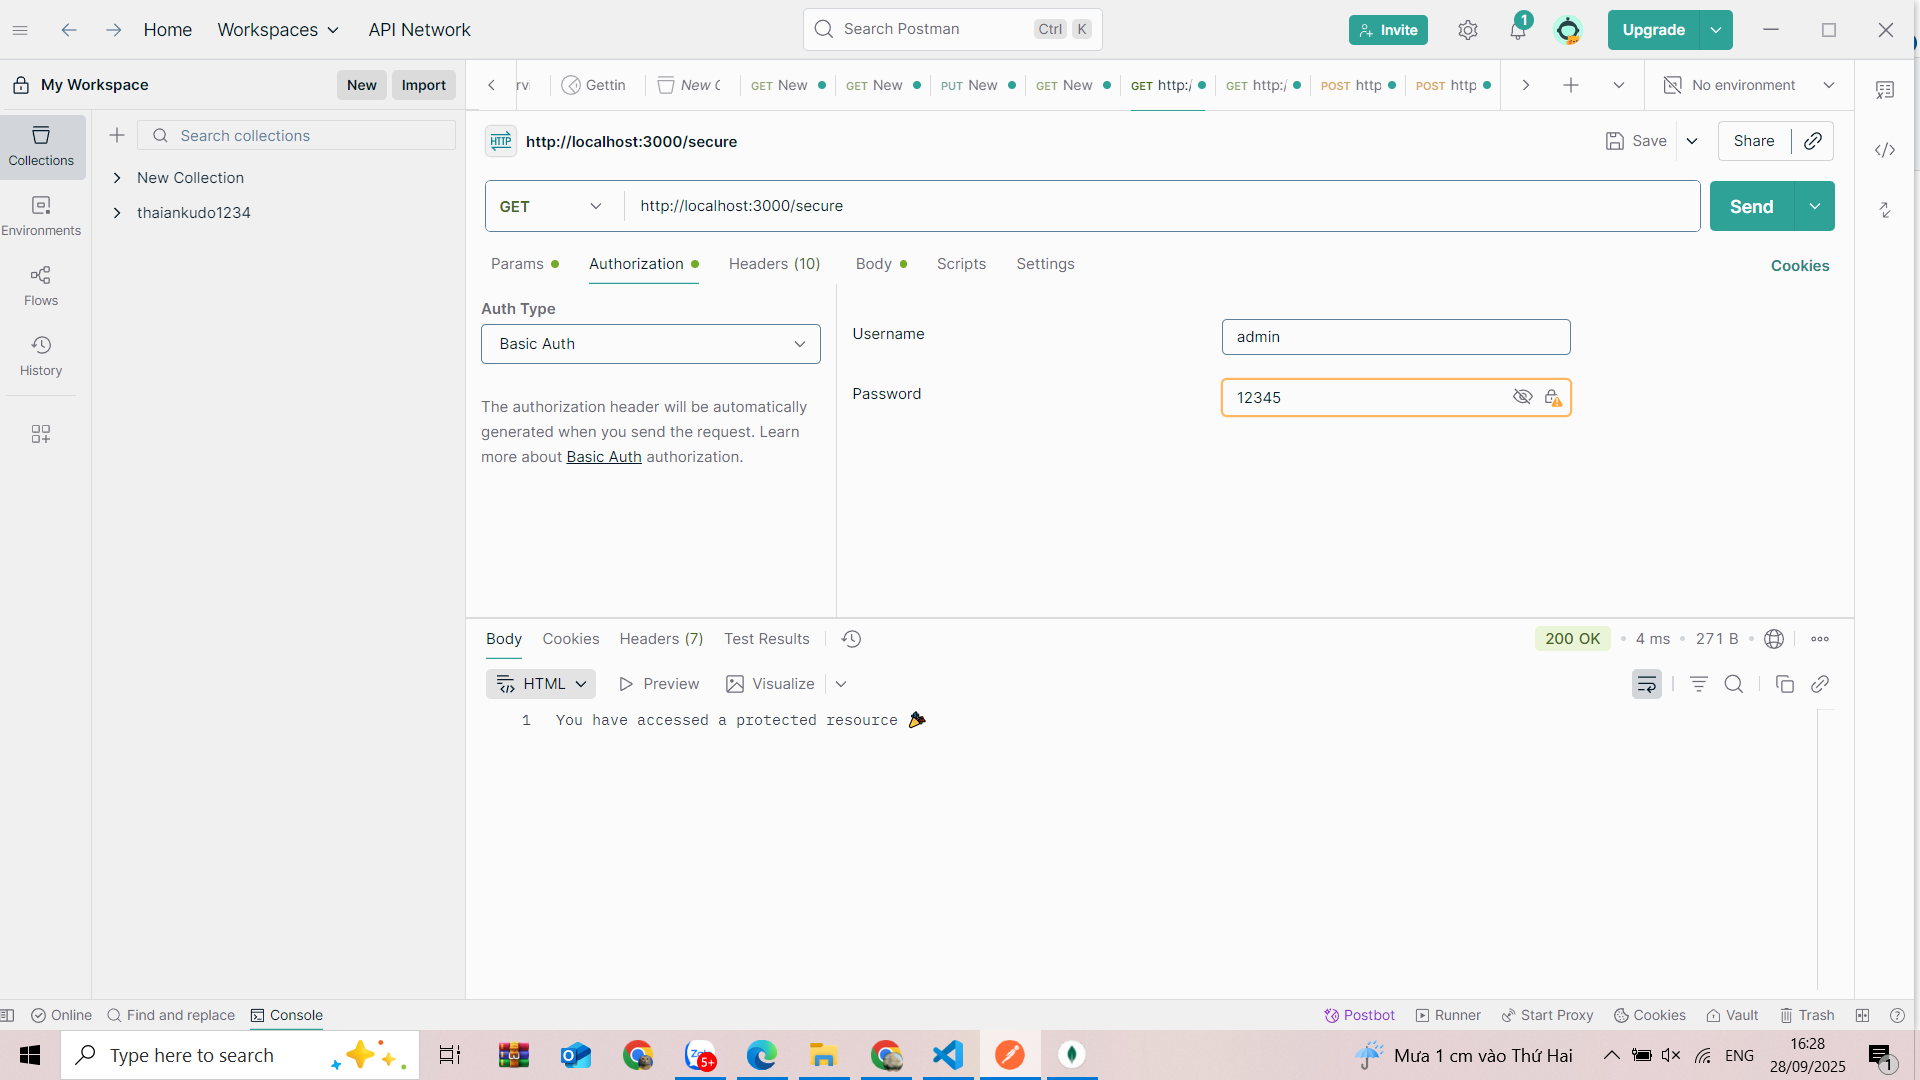 Home
Workspaces
API Network
Search Postman
Ctrl
K
Invite
1
Upgrade
My Workspace
New
Import
rvi
Gettin
New C
GET New
GET New
PUT New
GET New
GET http:/
GET http:/
POST http
POST http
No environment
Collections
Search collections
HTTP
http://localhost:3000/secure
Save
Share
New Collection
thaiankudo1234
Environments
GET
http://localhost:3000/secure
Send
Flows
Params
Authorization
Headers (10)
Body
Scripts
Settings
Cookies
History
Auth Type
Basic Auth
Username
admin
Password
12345
The authorization header will be automatically
generated when you send the request. Learn
more about Basic Auth authorization.
Body
Cookies
Headers (7)
Test Results
200 OK
4 ms
271 B
HTML
Preview
Visualize
1
You have accessed a protected resource 🎉
Online
Find and replace
Console
Postbot
Runner
Start Proxy
Cookies
Vault
Trash
Type here to search
Zalo
5+
Mưa 1 cm vào Thứ Hai
ENG
16:28
28/09/2025
1